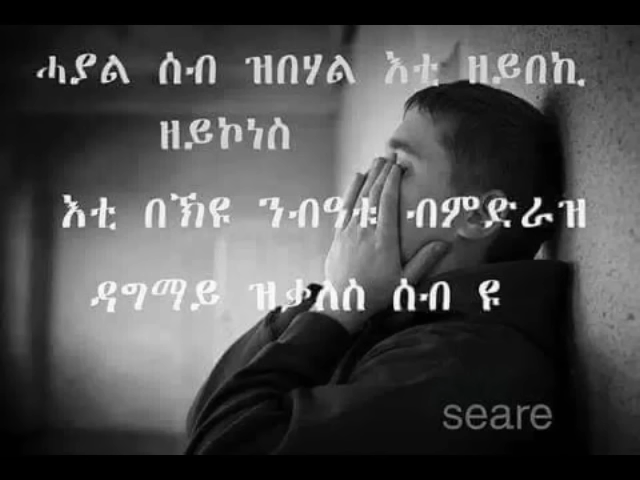 ሓያል ሰብ ዝበሃል እቲ ዘይበኪ
ዘይኮነስ
እቲ በኽዩ ንብዓቱ ብምድራዝ
ዳግማይ ዝቃለስ ሰብ ዩ
seare